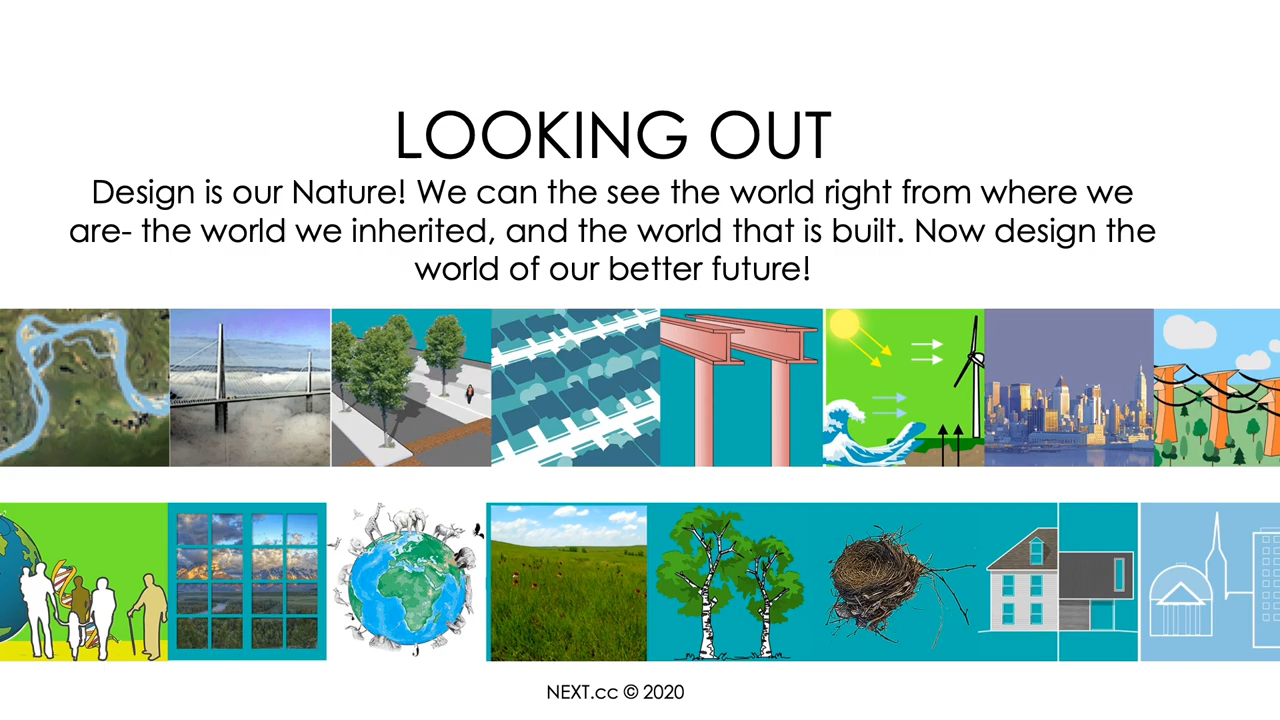 LOOKING OUT
Design is our Nature! We can the see the world right from where we
are- the world we inherited, and the world that is built. Now design the
world of our better future!
NEXT.cc © 2020